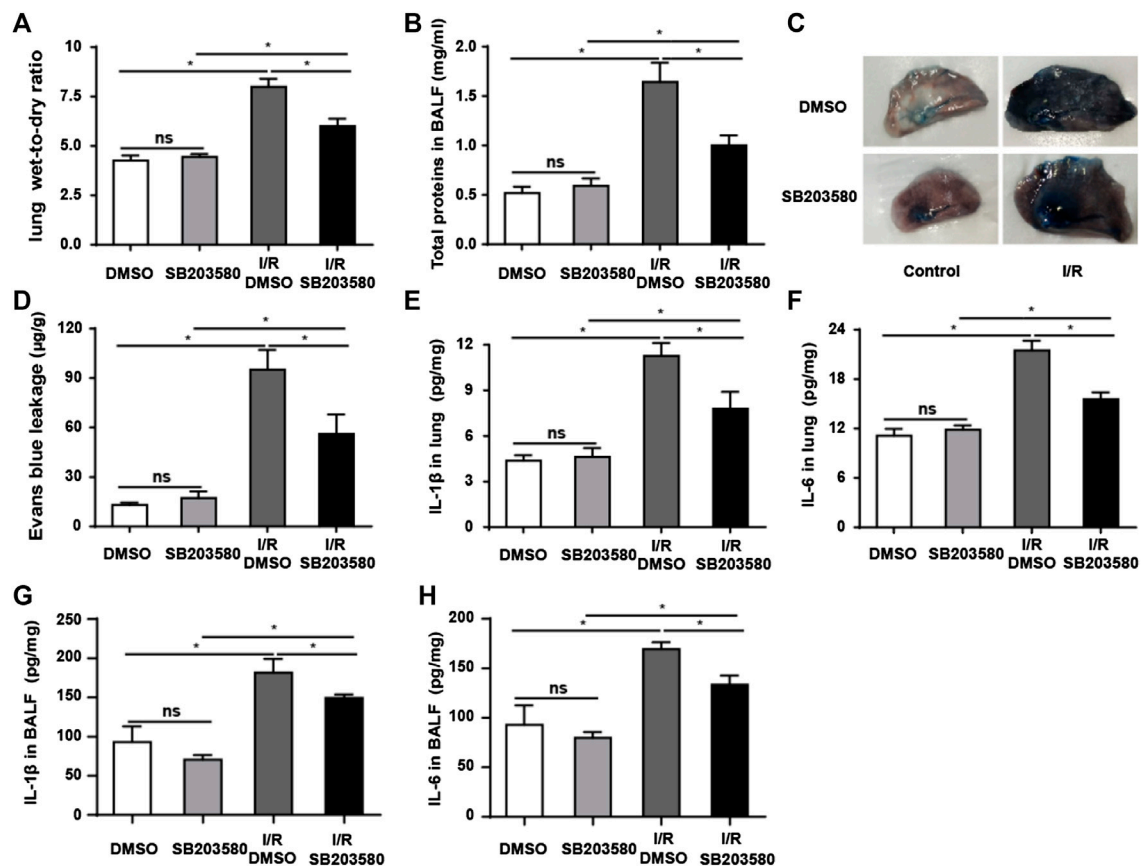 A
lung wet-to-dry ratio
10
7.5
5.0
2.5
0.0
*
*
*
ns
DMSO
SB203580
I/R
DMSO
I/R
SB203580
B
Total proteins in BALF (mg/ml)
2.0
1.5
1.0
0.5
0.0
*
*
*
ns
DMSO
SB203580
I/R
DMSO
I/R
SB203580
C
DMSO
SB203580
Control
I/R
D
Evans blue leakage (μg/g)
120
90
60
30
0
*
*
*
ns
DMSO
SB203580
I/R
DMSO
I/R
SB203580
E
IL-1β in lung (pg/mg)
12
9
6
3
0
*
*
*
ns
DMSO
SB203580
I/R
DMSO
I/R
SB203580
F
IL-6 in lung (pg/mg)
24
18
12
6
0
*
*
*
ns
DMSO
SB203580
I/R
DMSO
I/R
SB203580
G
IL-1β in BALF (pg/mg)
250
200
150
100
50
0
*
*
*
ns
DMSO
SB203580
I/R
DMSO
I/R
SB203580
H
IL-6 in BALF (pg/mg)
200
150
100
50
0
*
*
*
ns
DMSO
SB203580
I/R
DMSO
I/R
SB203580